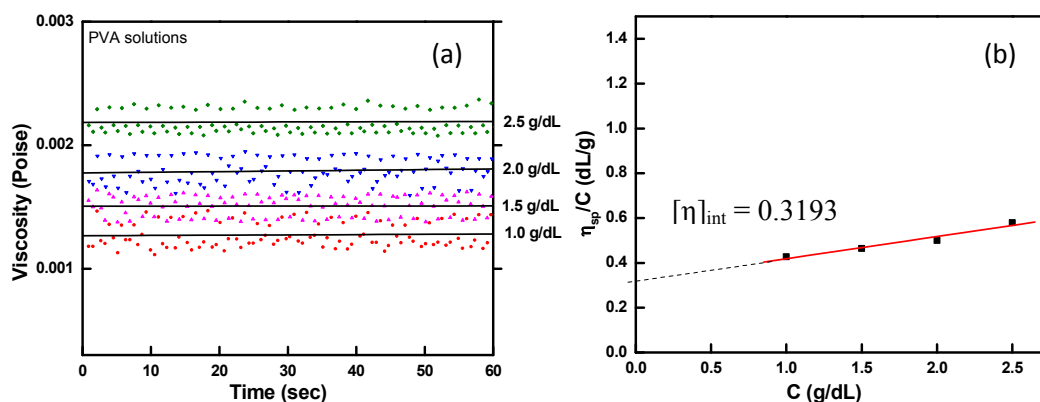 PVA solutions
(a)
0.003
0.002
0.001
Viscosity (Poise)
2.5 g/dL
2.0 g/dL
1.5 g/dL
1.0 g/dL
0 10 20 30 40 50 60
Time (sec)
(b)
1.4
1.2
1.0
0.8
0.6
0.4
0.2
0.0
ηsp/C (dL/g)
[η]int = 0.3193
0.0 0.5 1.0 1.5 2.0 2.5
C (g/dL)